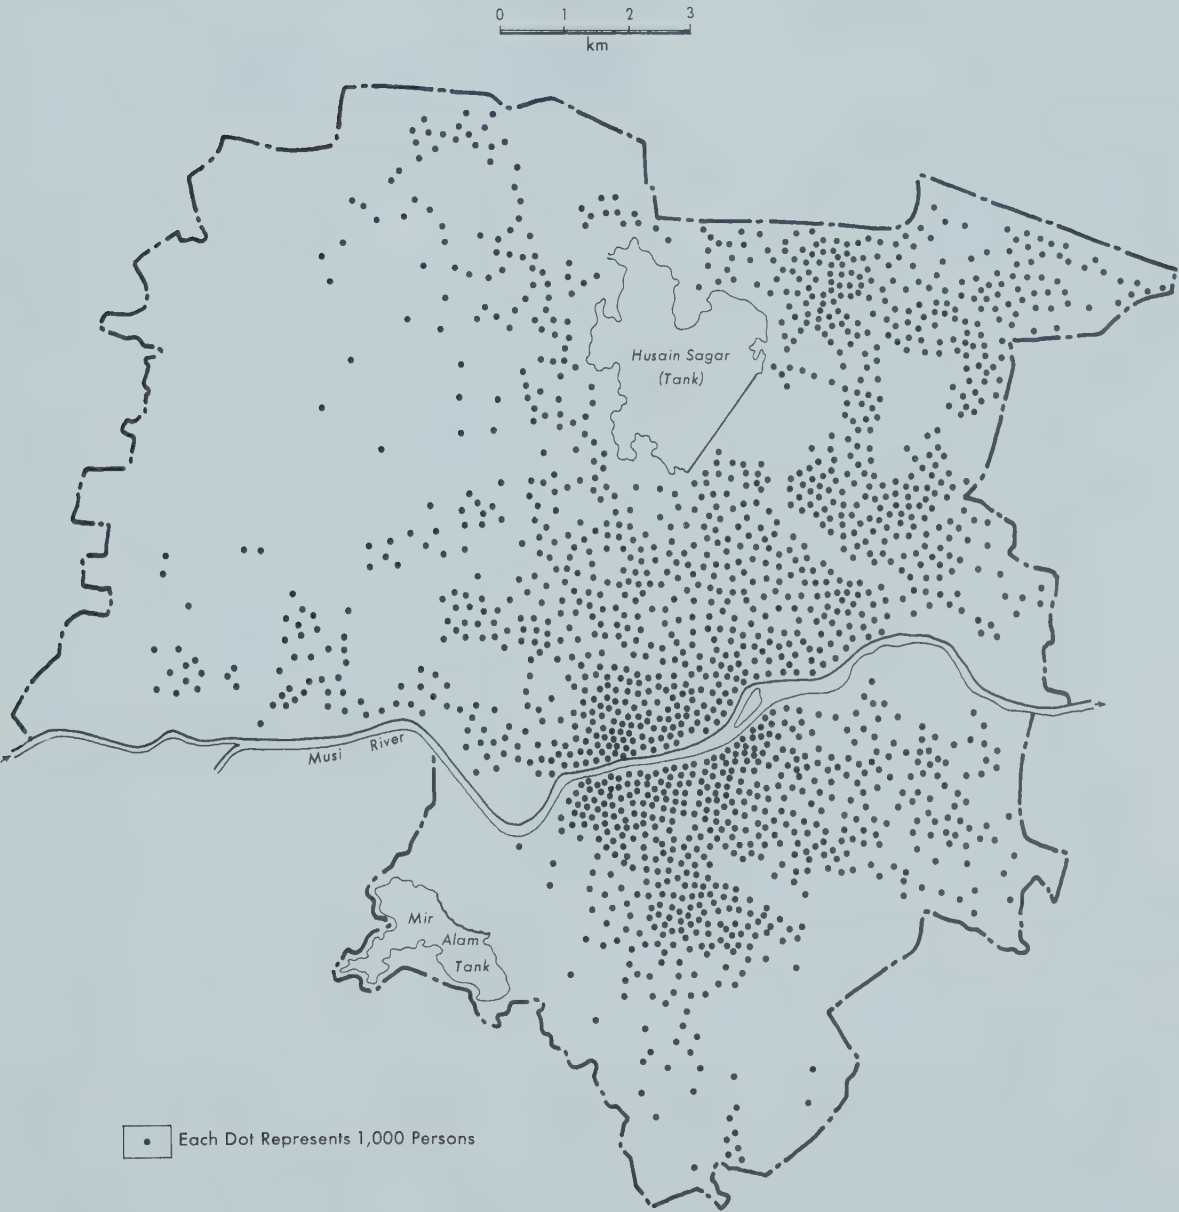 0 1 2 3
km
Husain Sagar
(Tank)
Musi River
Mir
Alam
Tank
Each Dot Represents 1,000 Persons